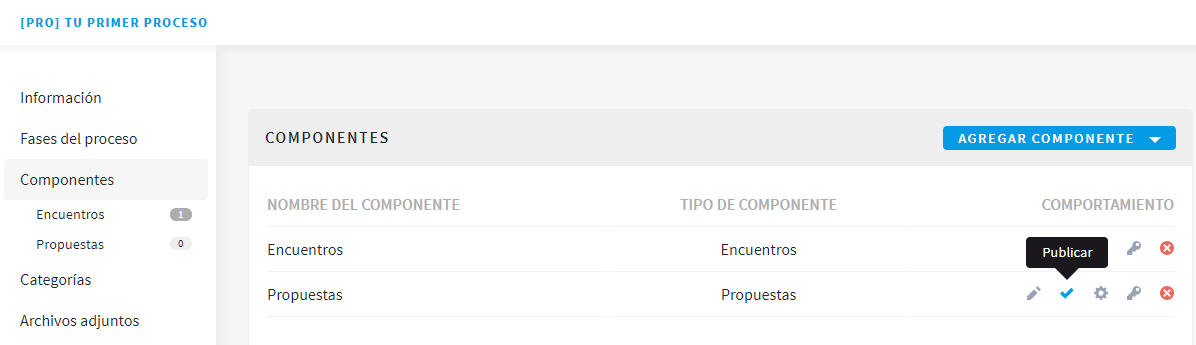 [PRO] TU PRIMER PROCESO
Información
Fases del proceso
Componentes
Encuentros 1
Propuestas 0
Categorías
Archivos adjuntos
COMPONENTES
AGREGAR COMPONENTE
NOMBRE DEL COMPONENTE TIPO DE COMPONENTE COMPORTAMIENTO
Encuentros Encuentros
Publicar
Propuestas Propuestas